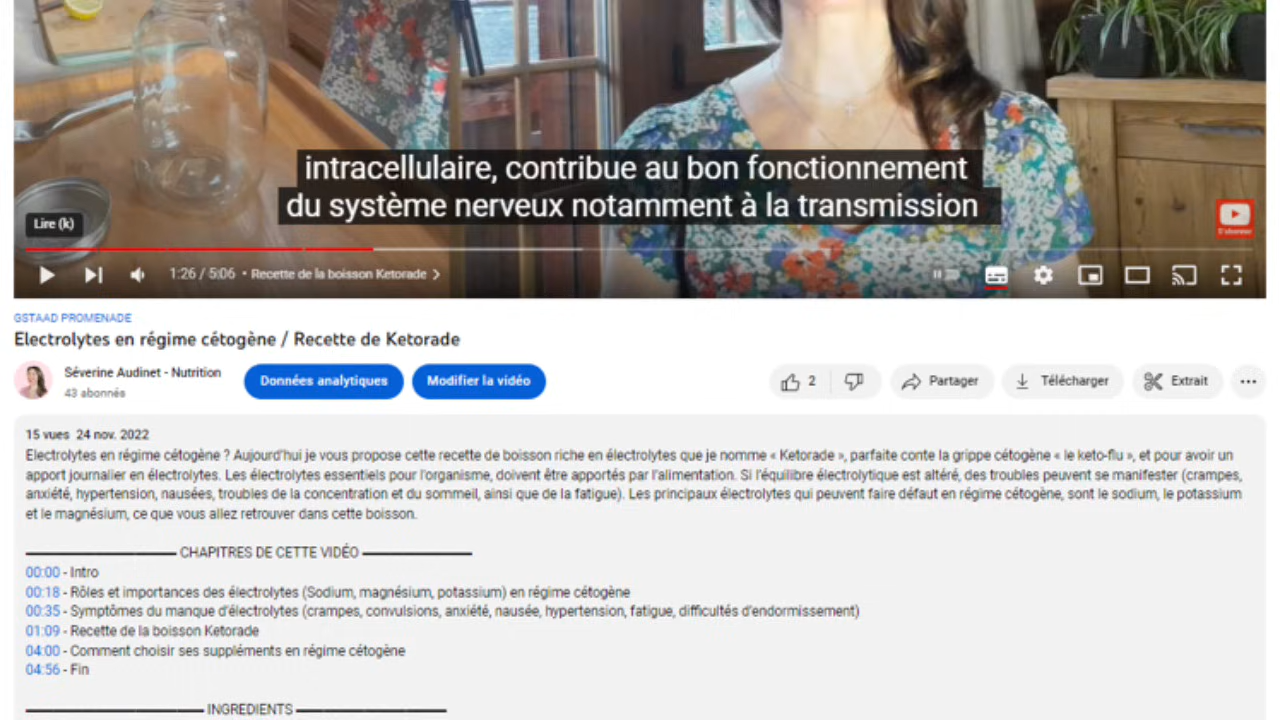 intracellulaire, contribue au bon fonctionnement
du système nerveux notamment à la transmission
Lire (k)
S'abonner
1:26 / 5:06 • Recette de la boisson Ketorade >
GSTAAD PROMENADE
Electrolytes en régime cétogène / Recette de Ketorade
Séverine Audinet - Nutrition
43 abonnés
Données analytiques
Modifier la vidéo
2
Partager
Télécharger
Extrait
15 vues 24 nov. 2022
Electrolytes en régime cétogène ? Aujourd'hui je vous propose cette recette de boisson riche en électrolytes que je nomme « Ketorade », parfaite conte la grippe cétogène « le keto-flu », et pour avoir un
apport journalier en électrolytes. Les électrolytes essentiels pour l'organisme, doivent être apportés par l'alimentation. Si l'équilibre électrolytique est altéré, des troubles peuvent se manifester (crampes,
anxiété, hypertension, nausées, troubles de la concentration et du sommeil, ainsi que de la fatigue). Les principaux électrolytes qui peuvent faire défaut en régime cétogène, sont le sodium, le potassium
et le magnésium, ce que vous allez retrouver dans cette boisson.
CHAPITRES DE CETTE VIDÉO
00:00 - Intro
00:18 - Rôles et importances des électrolytes (Sodium, magnésium, potassium) en régime cétogène
00:35 - Symptômes du manque d'électrolytes (crampes, convulsions, anxiété, nausée, hypertension, fatigue, difficultés d'endormissement)
01:09 - Recette de la boisson Ketorade
04:00 - Comment choisir ses suppléments en régime cétogène
04:56 - Fin
INGREDIENTS